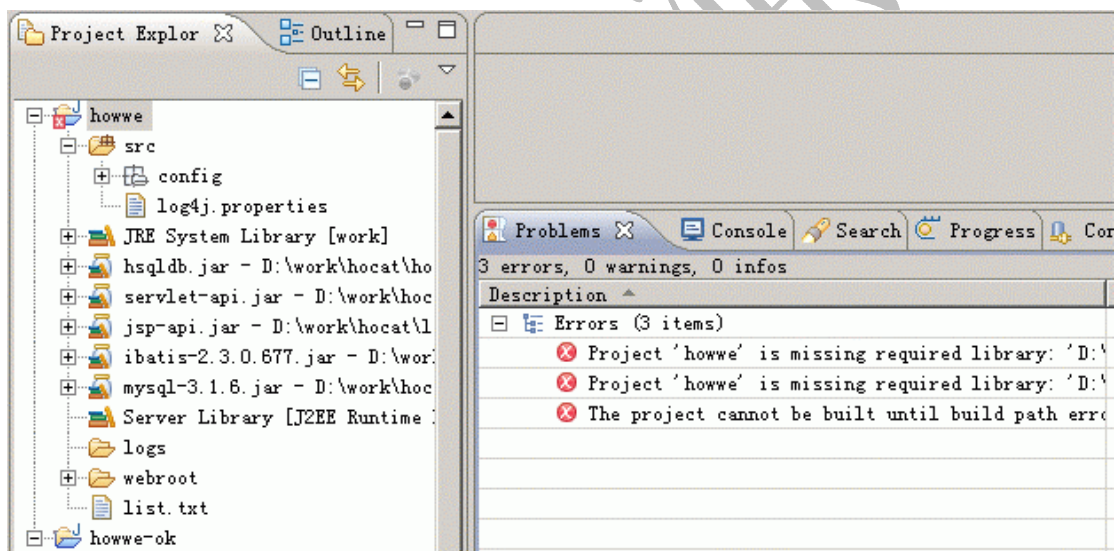 Project Explor
Outline
howwe
src
config
log4j.properties
JRE System Library [work]
hsqldb.jar - D:\work\hocat\ho
servlet-api.jar - D:\work\hoc
jsp-api.jar - D:\work\hocat\l
ibatis-2.3.0.677.jar - D:\wor
mysql-3.1.6.jar - D:\work\hoc
Server Library [J2EE Runtime
logs
webroot
list.txt
howwe-ok
Problems Console Search Progress Con
3 errors, 0 warnings, 0 infos
Description
Errors (3 items)
Project 'howwe' is missing required library: 'D:\
Project 'howwe' is missing required library: 'D:\
The project cannot be built until build path erro